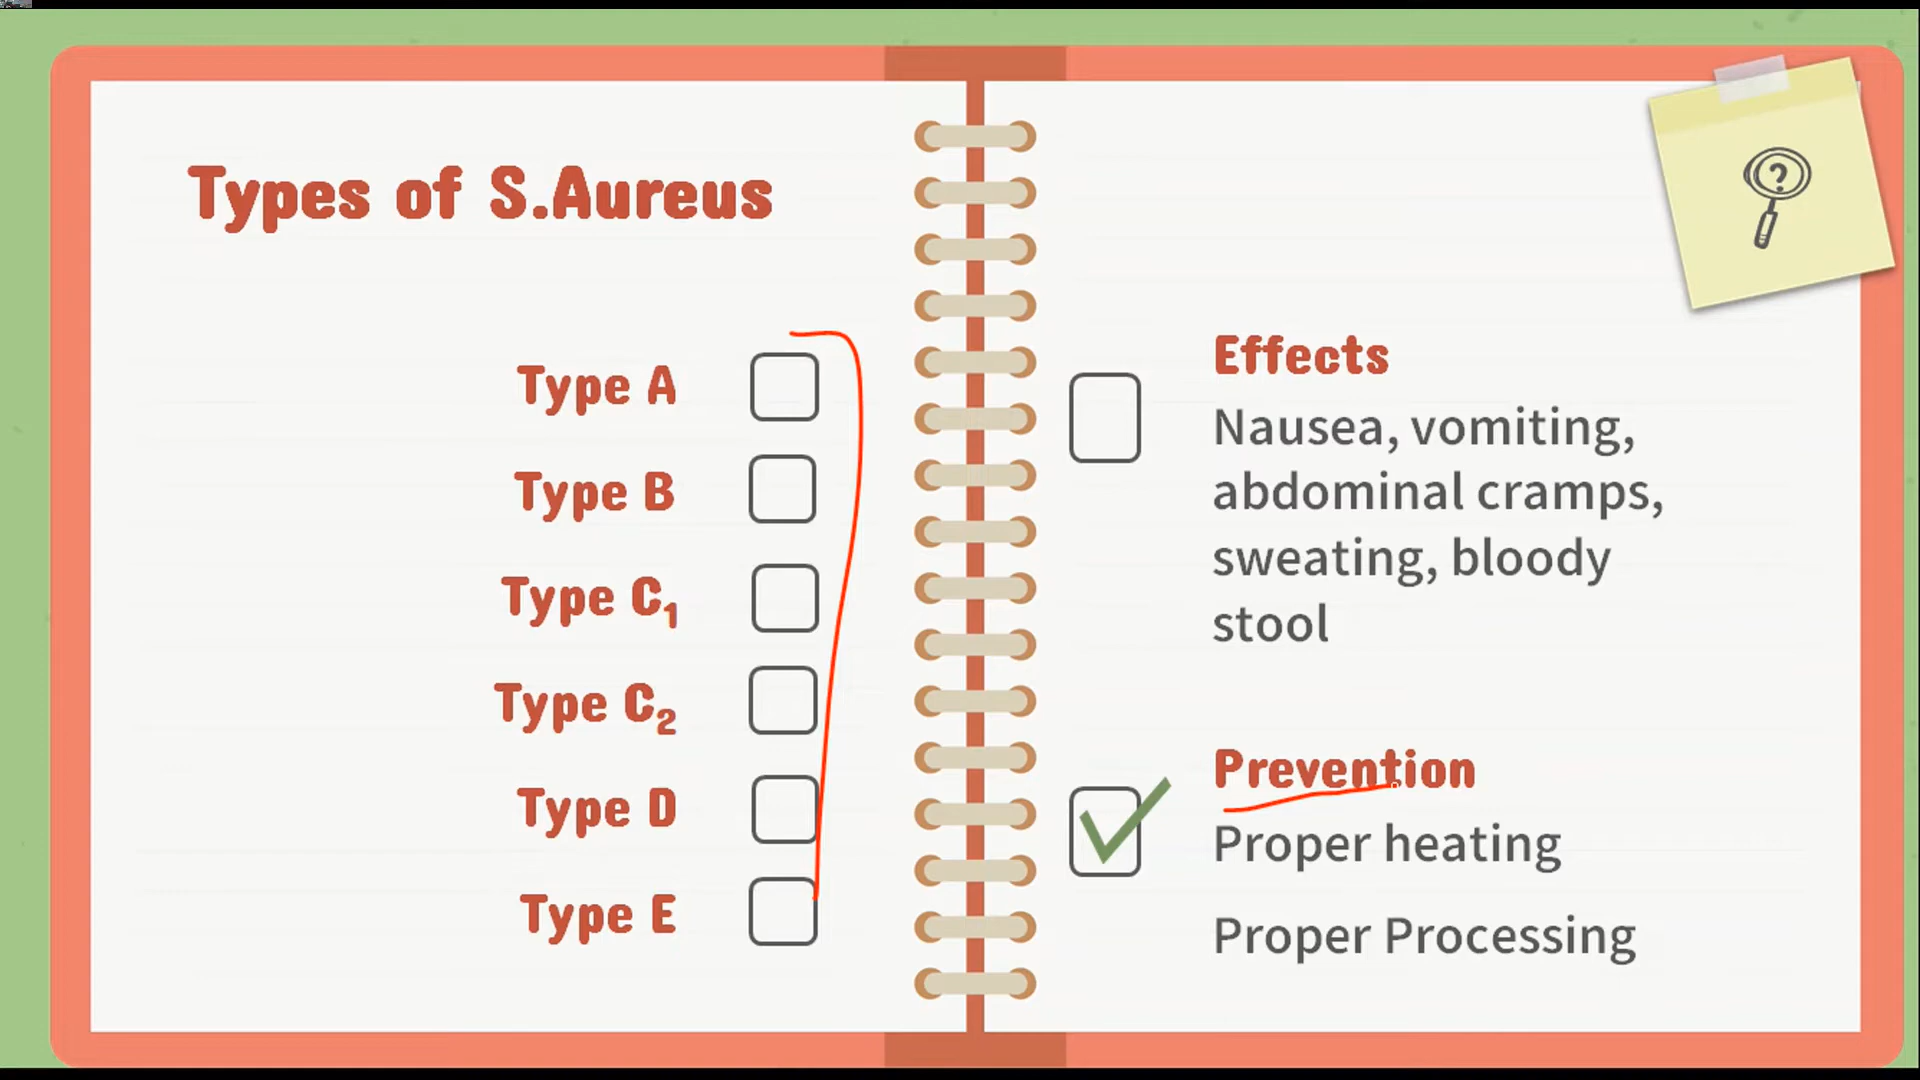 Types of S.Aureus
Type A
Type B
Type C₁
Type C₂
Type D
Type E
?
Effects
Nausea, vomiting,
abdominal cramps,
sweating, bloody
stool
Prevention
Proper heating
Proper Processing